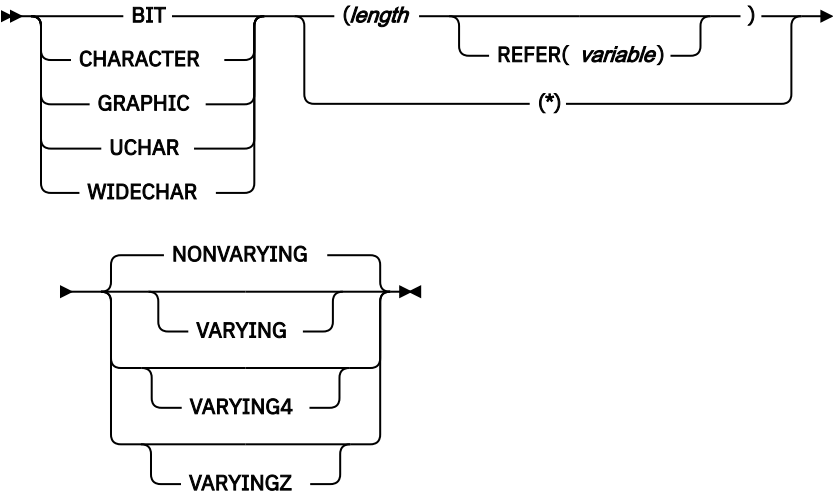 BIT (length )
CHARACTER REFER( variable)
GRAPHIC (*)
UCHAR
WIDECHAR
NONVARYING
VARYING
VARYING4
VARYINGZ